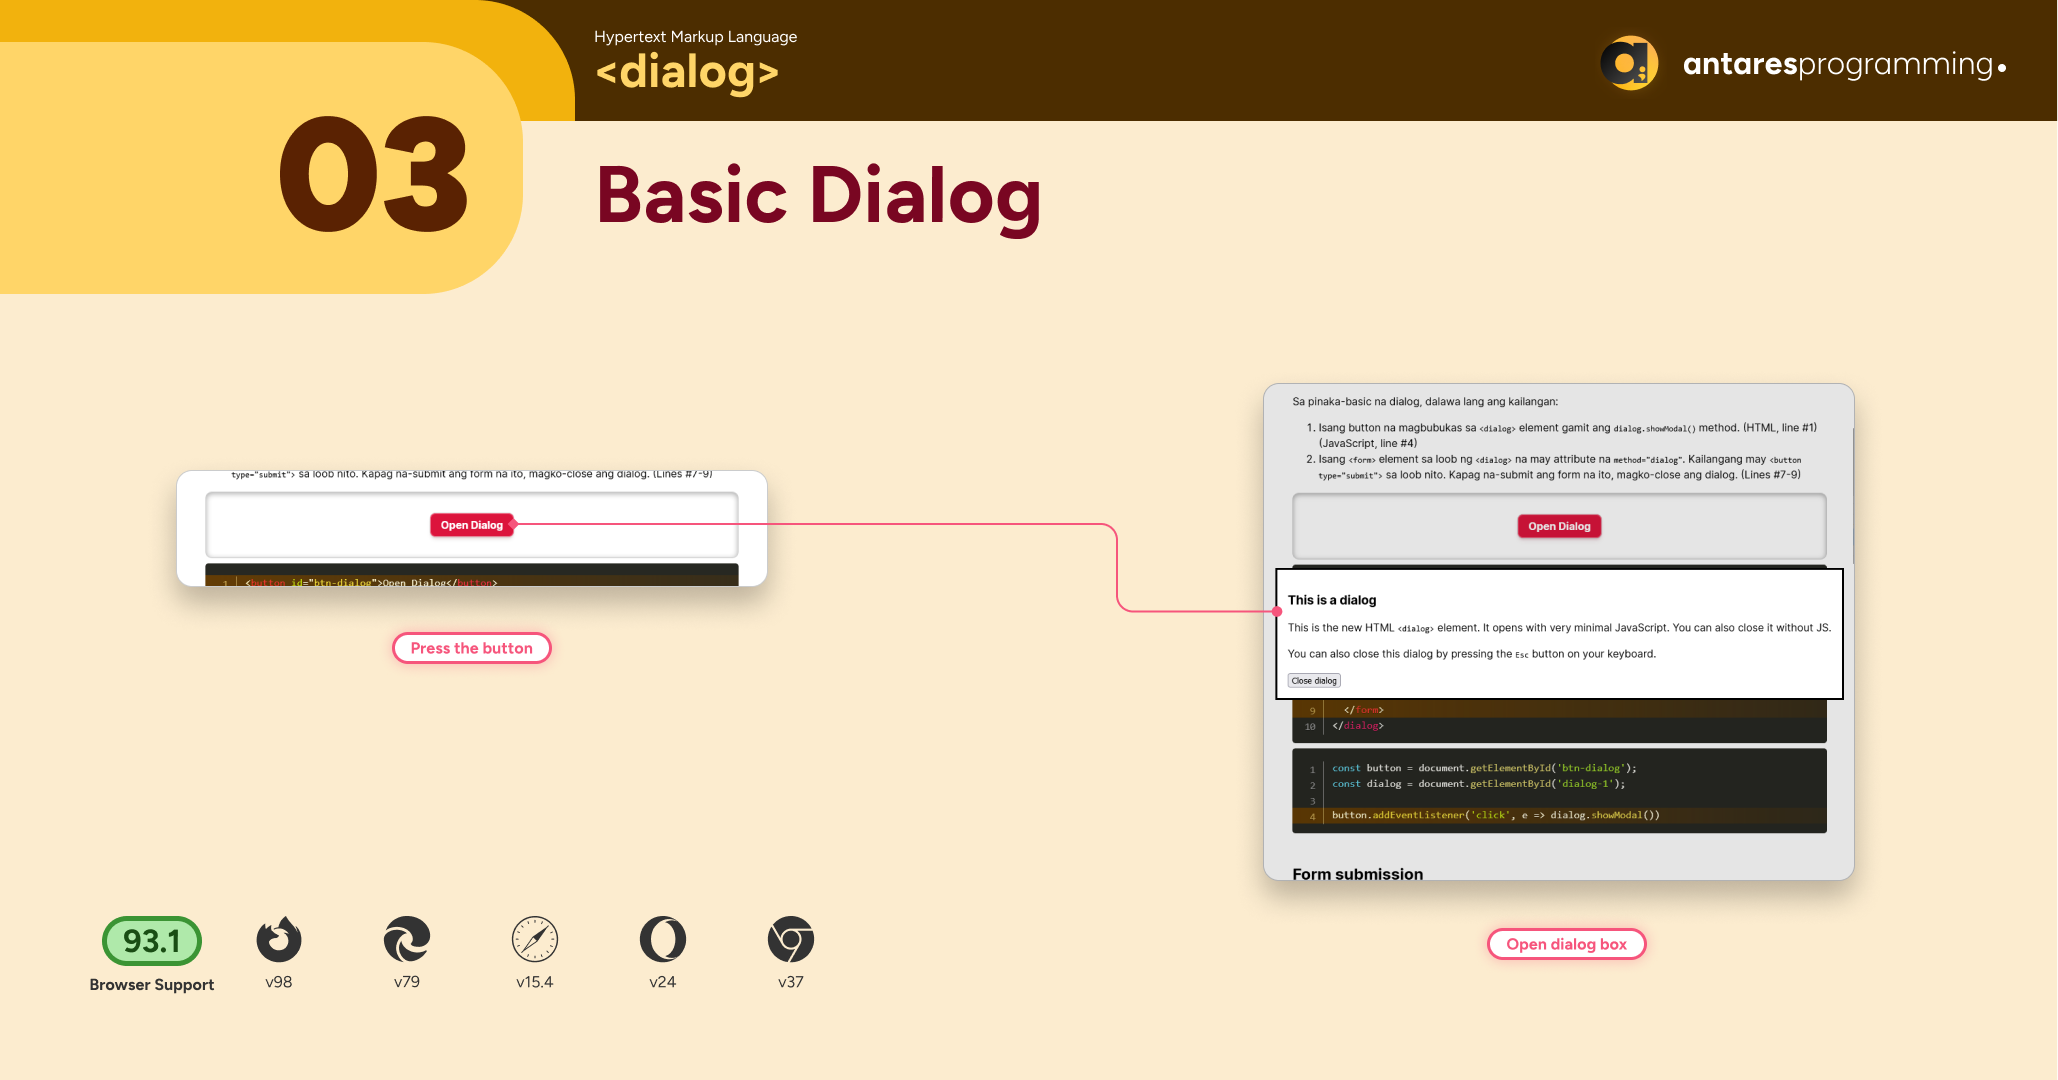 Hypertext Markup Language
<dialog>
antaresprogramming.
03
Basic Dialog
type="submit"> sa loob nito. Kapag na-submit ang form na ito, magko-close ang dialog. (Lines #7-9)
Open Dialog
1 <button id="btn-dialog">Open Dialog</button>
Press the button
Sa pinaka-basic na dialog, dalawa lang ang kailangan:
1. Isang button na magbubukas sa <dialog> element gamit ang dialog.showModal() method. (HTML, line #1)
(JavaScript, line #4)
2. Isang <form> element sa loob ng <dialog> na may attribute na method="dialog". Kailangang may <button
type="submit"> sa loob nito. Kapag na-submit ang form na ito, magko-close ang dialog. (Lines #7-9)
Open Dialog
This is a dialog
This is the new HTML <dialog> element. It opens with very minimal JavaScript. You can also close it without JS.
You can also close this dialog by pressing the Esc button on your keyboard.
Close dialog
9 </form>
10 </dialog>
1 const button = document.getElementById('btn-dialog');
2 const dialog = document.getElementById('dialog-1');
3
4 button.addEventListener('click', e => dialog.showModal())
Form submission
Open dialog box
93.1
Browser Support
v98
v79
v15.4
v24
v37